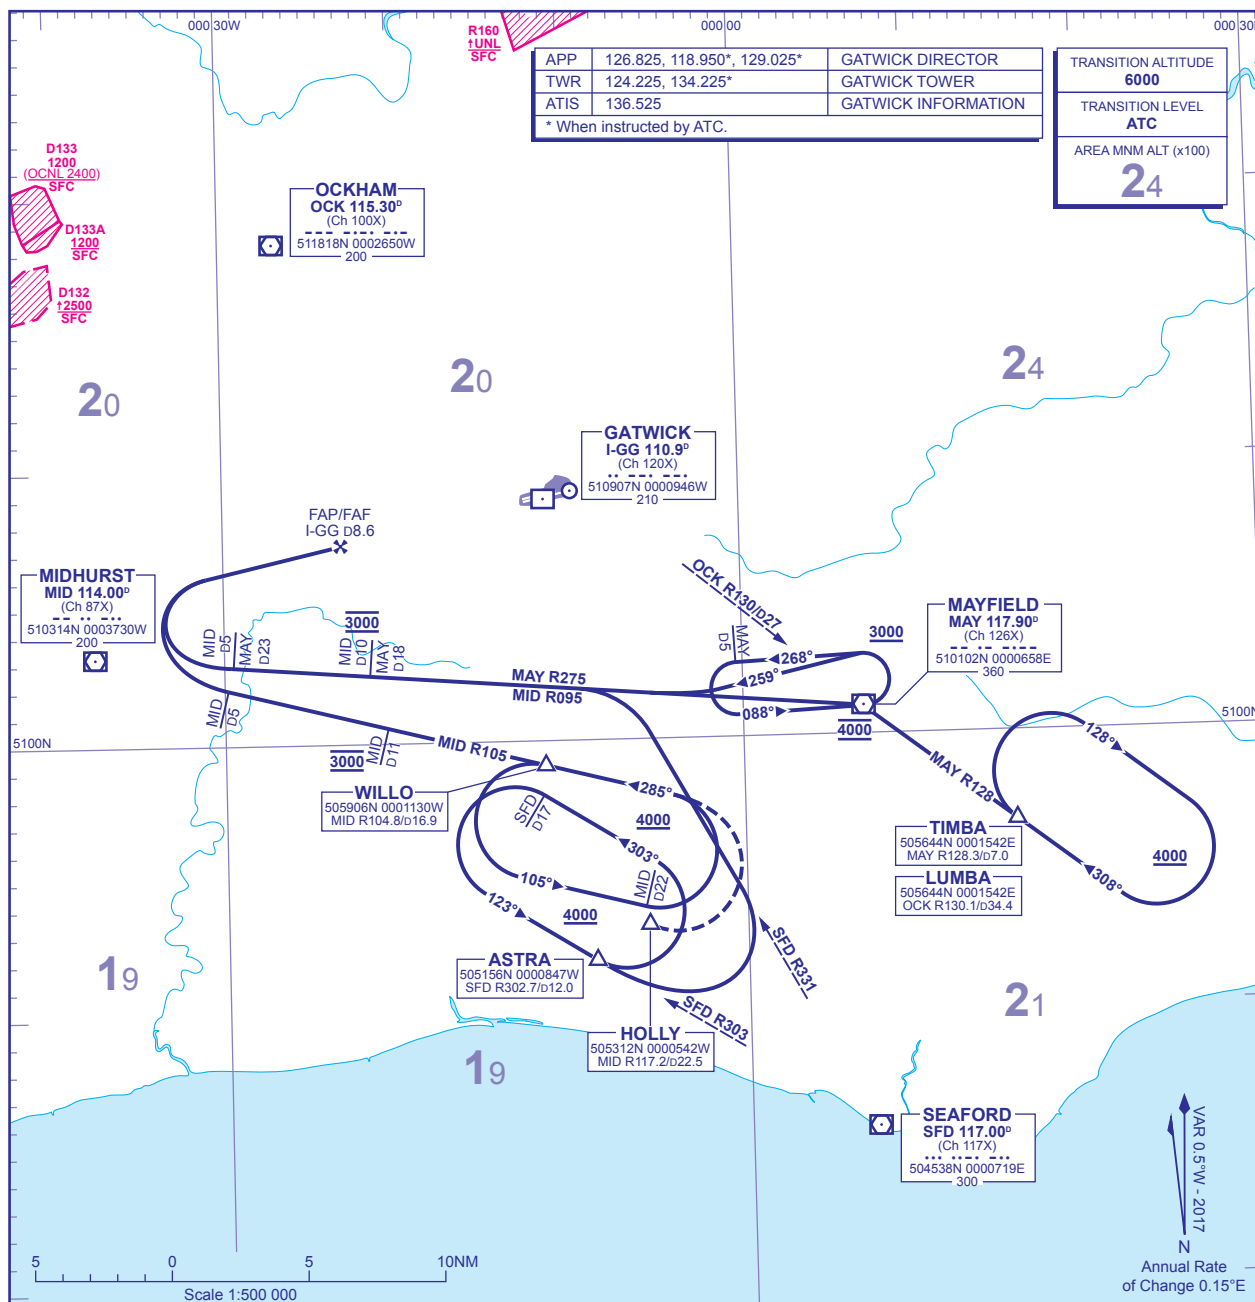 000 30W
000 00
000 30E
R160
↑UNL
SFC
APP 126.825, 118.950*, 129.025* GATWICK DIRECTOR
TWR 124.225, 134.225* GATWICK TOWER
ATIS 136.525 GATWICK INFORMATION
* When instructed by ATC.
TRANSITION ALTITUDE
6000
TRANSITION LEVEL
ATC
AREA MNM ALT (x100)
24
D133
1200
(OCNL 2400)
SFC
D133A
1200
SFC
D132
↑2500
SFC
OCKHAM
OCK 115.30ᴰ
(Ch 100X)
--- -.-. -.-
511818N 0002650W
200
20
20
24
GATWICK
I-GG 110.9ᴰ
(Ch 120X)
.. --. --.
510907N 0000946W
210
FAP/FAF
I-GG D8.6
MIDHURST
MID 114.00ᴰ
(Ch 87X)
-- .. -..
510314N 0003730W
200
MID D5
MAY D23
3000
MID D10
MAY D18
OCK R130/D27
MAY D5
268°
259°
088°
3000
MAYFIELD
MAY 117.90ᴰ
(Ch 126X)
-- .- -.--
510102N 0000658E
360
4000
MAY R275
MID R095
5100N
5100N
MID D5
3000
MID D11
MID R105
WILLO
505906N 0001130W
MID R104.8/D16.9
285°
SFD D17
4000
303°
105°
MID D22
123°
4000
MAY R128
128°
308°
4000
TIMBA
505644N 0001542E
MAY R128.3/D7.0
LUMBA
505644N 0001542E
OCK R130.1/D34.4
ASTRA
505156N 0000847W
SFD R302.7/D12.0
SFD R331
SFD R303
HOLLY
505312N 0000542W
MID R117.2/D22.5
19
19
21
SEAFORD
SFD 117.00ᴰ
(Ch 117X)
... ..-. -..
504538N 0000719E
300
VAR 0.5°W - 2017
N
Annual Rate
of Change 0.15°E
5 0 5 10NM
Scale 1:500 000